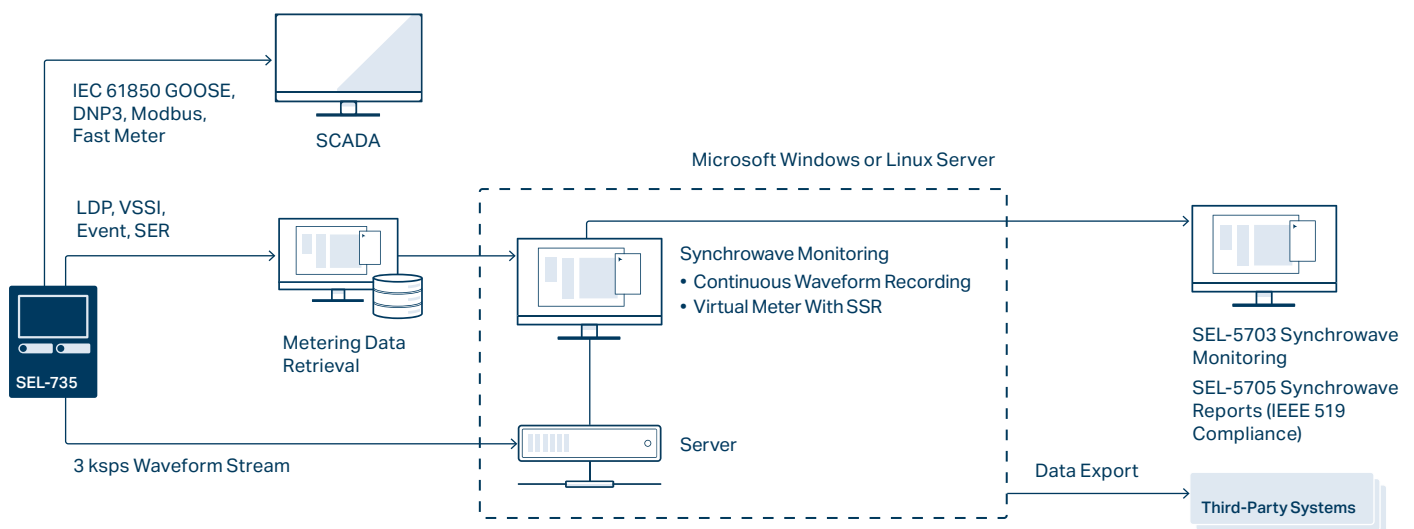 IEC 61850 GOOSE,
DNP3, Modbus,
Fast Meter
SCADA
Microsoft Windows or Linux Server
LDP, VSSI,
Event, SER
Synchrowave Monitoring
• Continuous Waveform Recording
• Virtual Meter With SSR
Metering Data
Retrieval
SEL-735
SEL-5703 Synchrowave
Monitoring
SEL-5705 Synchrowave
Reports (IEEE 519
Compliance)
Server
3 ksps Waveform Stream
Data Export
Third-Party Systems